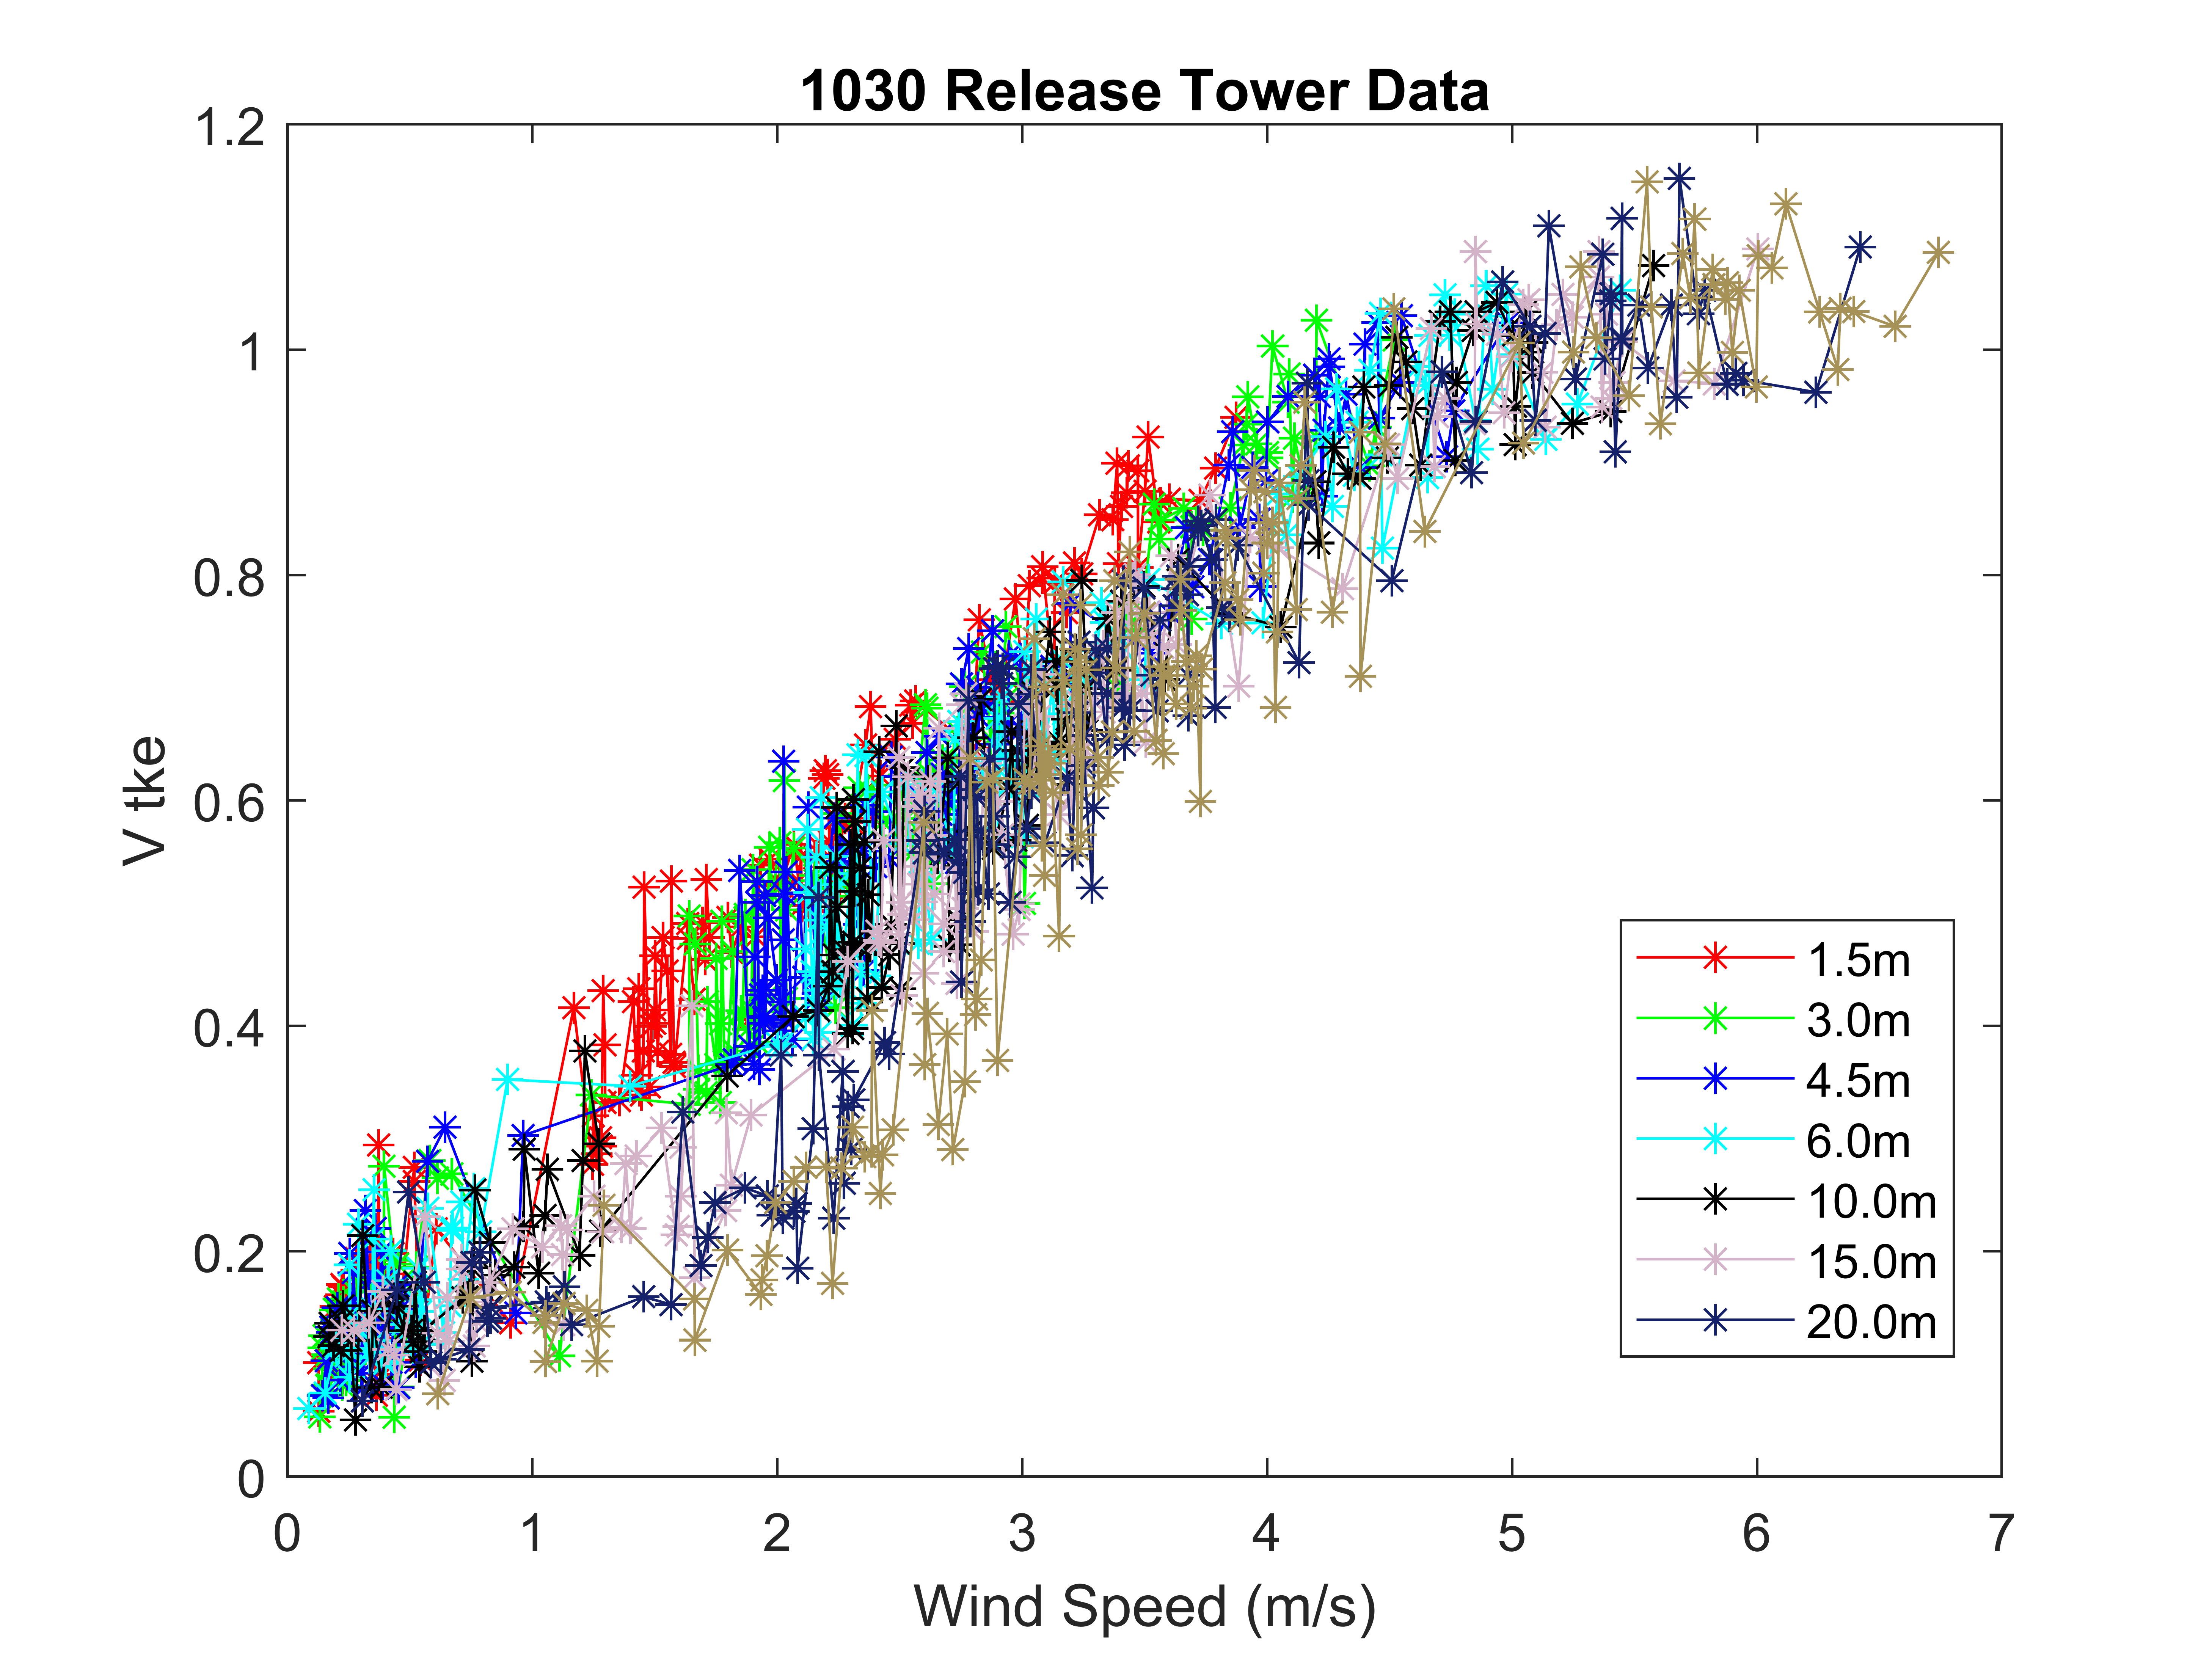 1030 Release Tower Data
1.2
1
0.8
0.6
0.4
0.2
0
V tke
1.5m
3.0m
4.5m
6.0m
10.0m
15.0m
20.0m
0 1 2 3 4 5 6 7
Wind Speed (m/s)